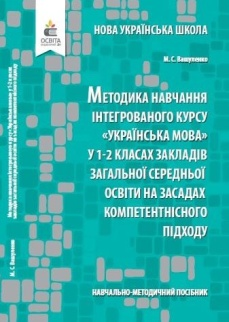 ОСВІТА
НОВА УКРАЇНСЬКА ШКОЛА
М. С. Вашуленко
МЕТОДИКА НАВЧАННЯ
ІНТЕГРОВАНОГО КУРСУ
«УКРАЇНСЬКА МОВА»
У 1-2 КЛАСАХ ЗАКЛАДІВ
ЗАГАЛЬНОЇ СЕРЕДНЬОЇ
ОСВІТИ НА ЗАСАДАХ
КОМПЕТЕНТНІСНОГО
ПІДХОДУ
НАВЧАЛЬНО-МЕТОДИЧНИЙ ПОСІБНИК
М. С. Вашуленко